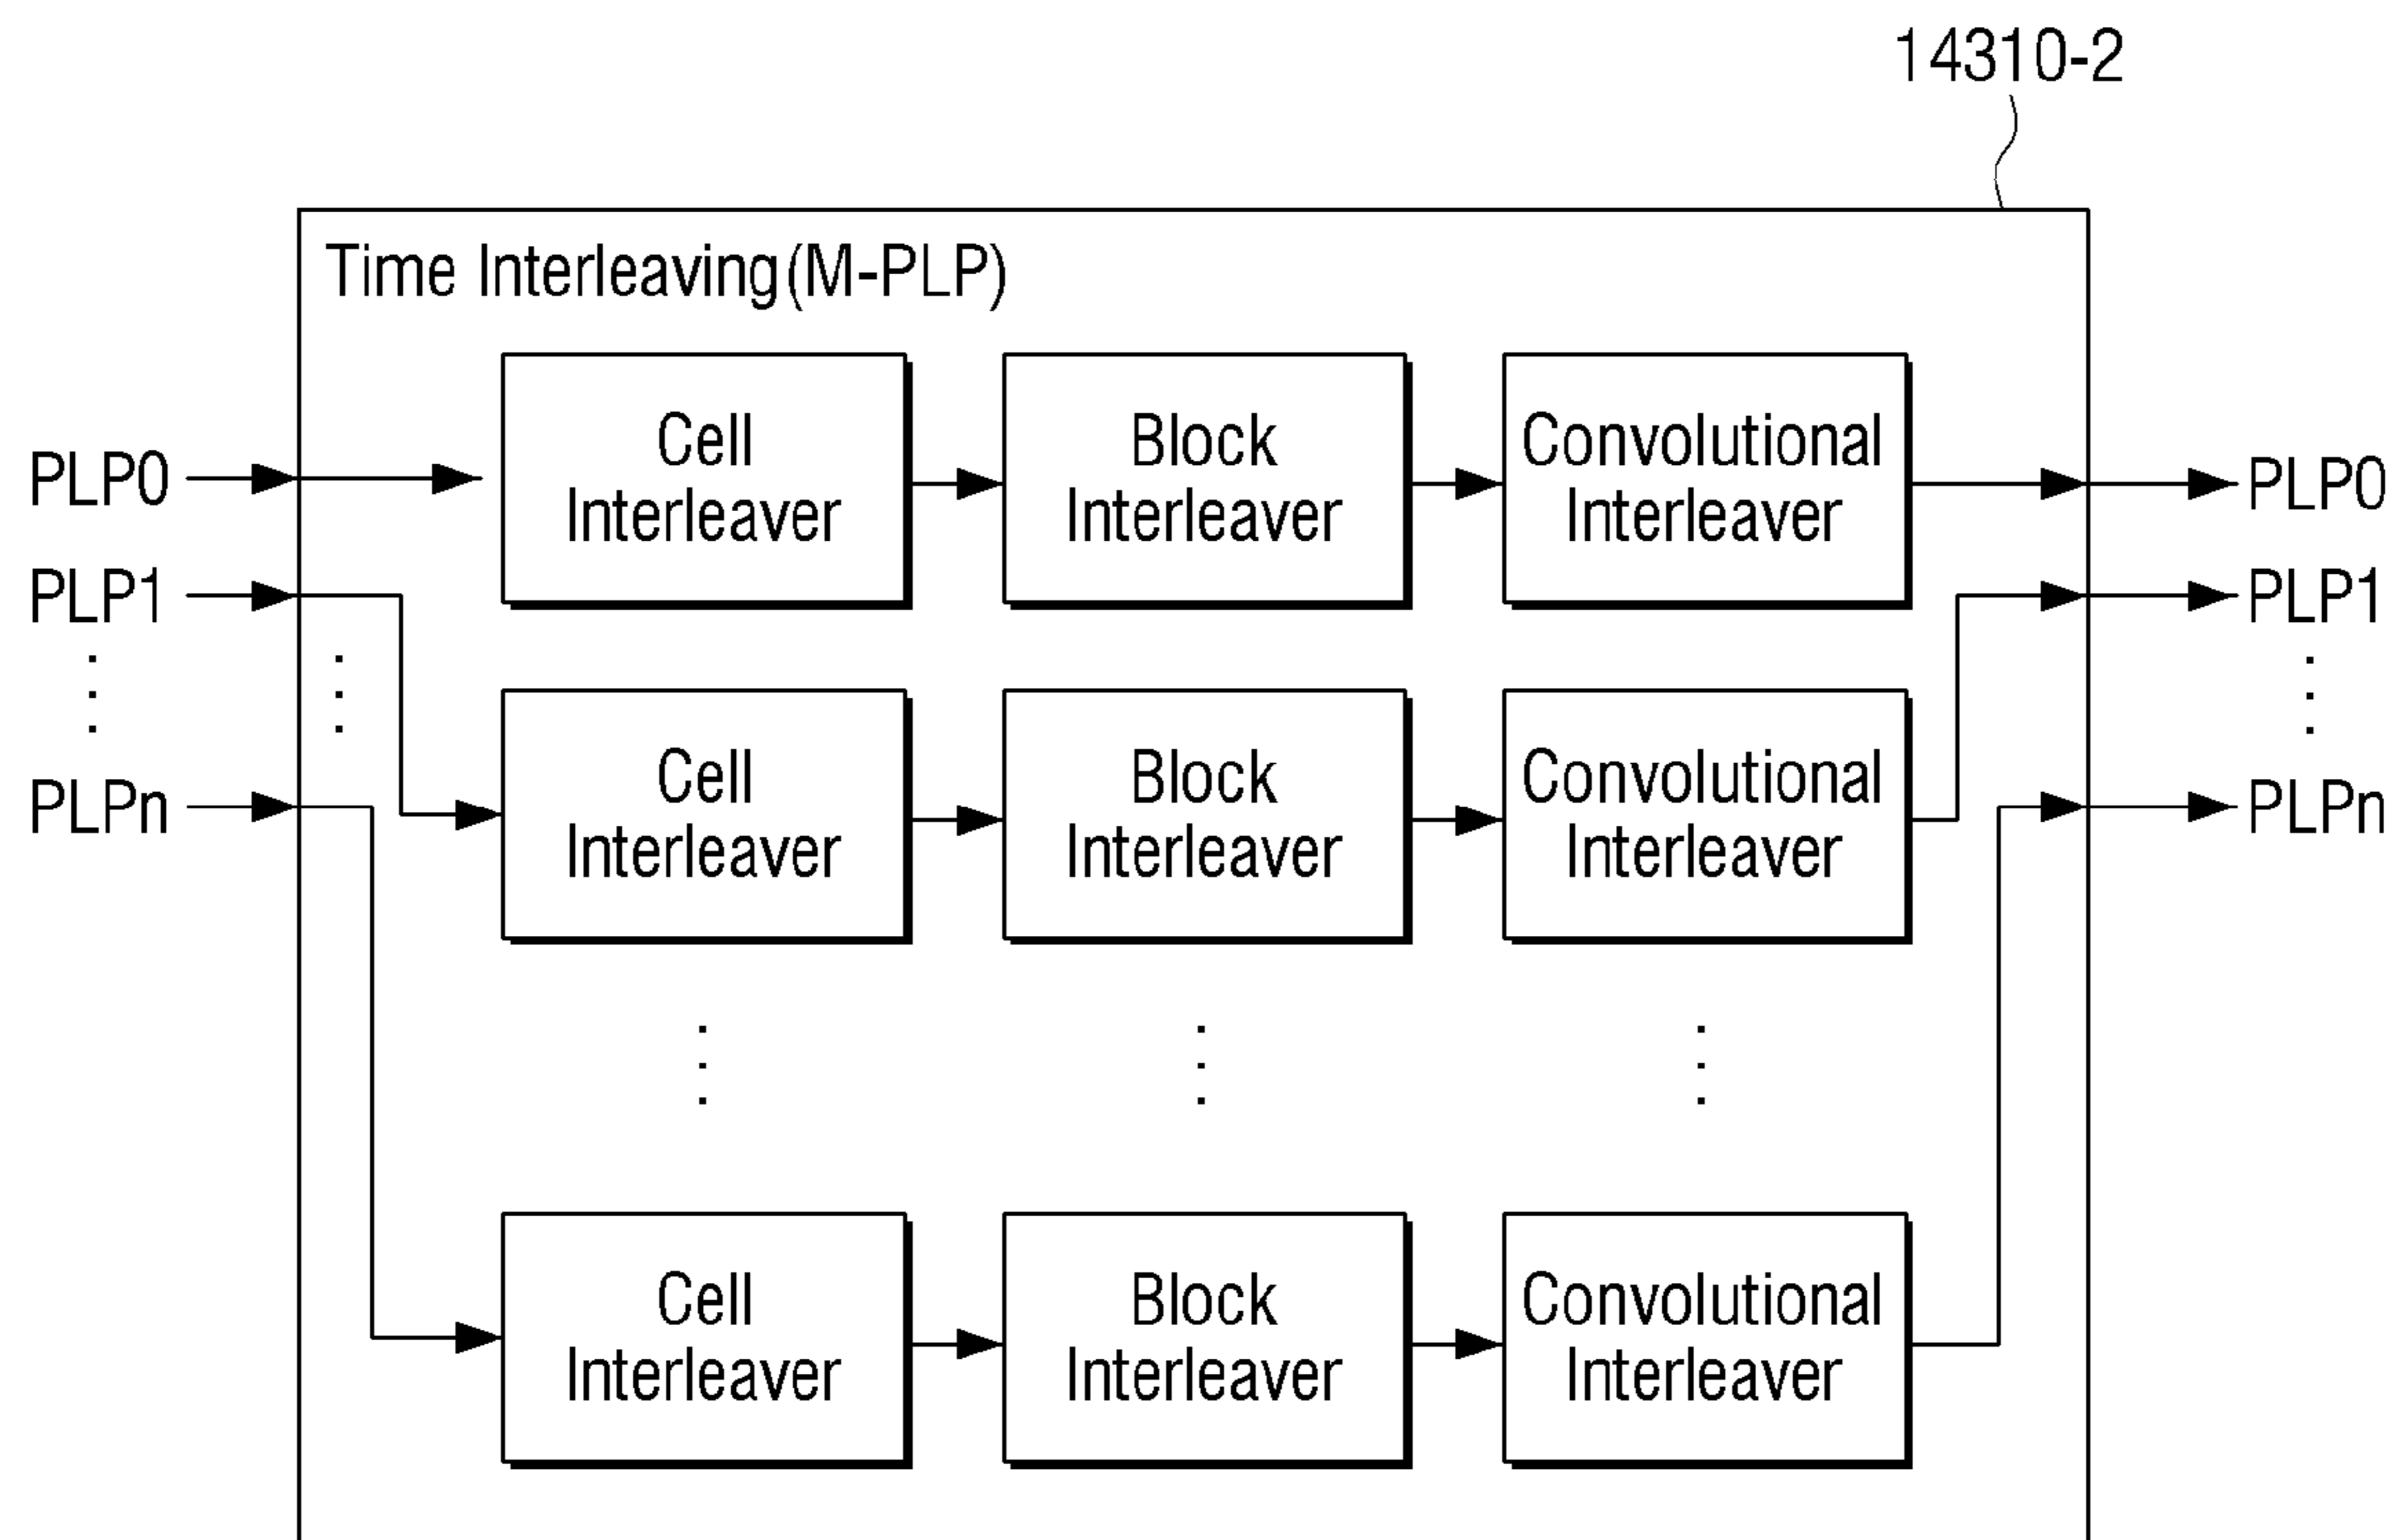 14310-2
Time Interleaving(M-PLP)
PLP0
Cell
Interleaver
Block
Interleaver
Convolutional
Interleaver
PLP0
PLP1
PLP1
Cell
Interleaver
Block
Interleaver
Convolutional
Interleaver
PLPn
PLPn
Cell
Interleaver
Block
Interleaver
Convolutional
Interleaver